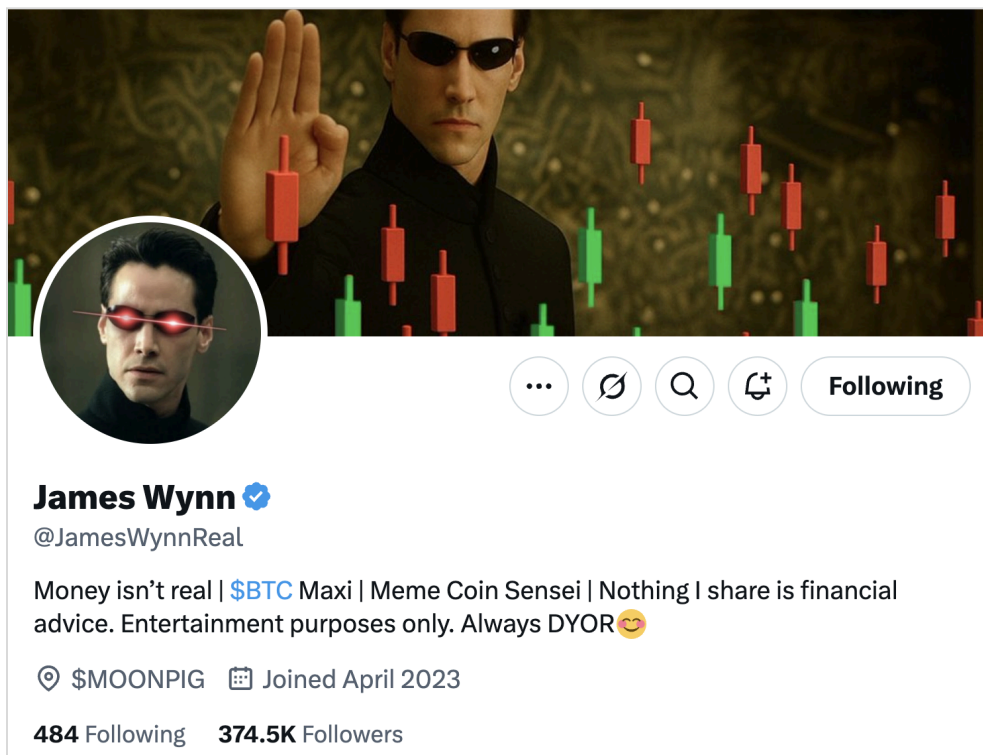 Following
James Wynn
@JamesWynnReal
Money isn’t real | $BTC Maxi | Meme Coin Sensei | Nothing I share is financial
advice. Entertainment purposes only. Always DYOR😊
$MOONPIG Joined April 2023
484 Following 374.5K Followers